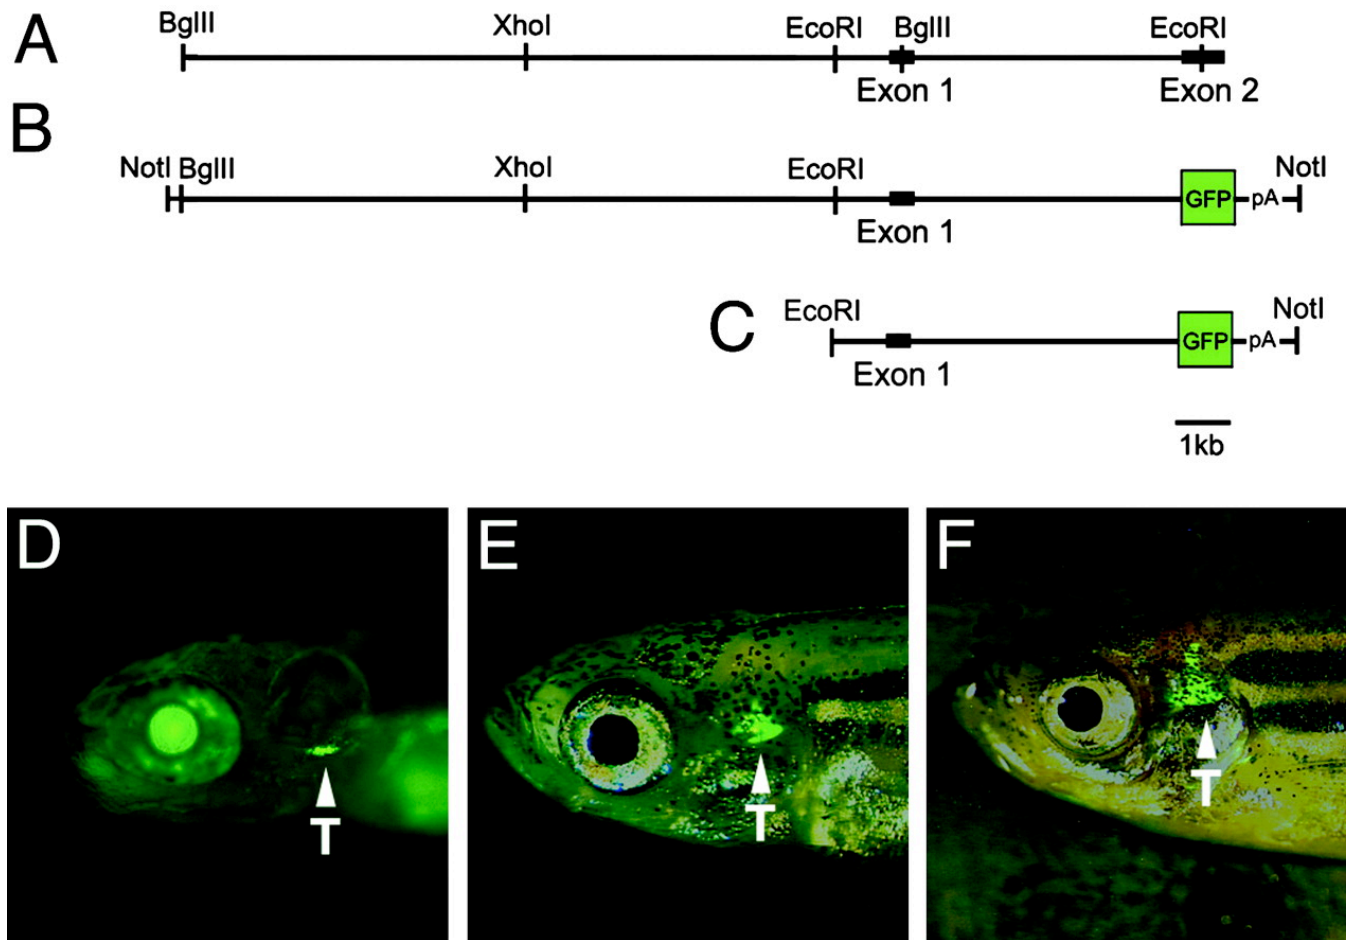 A
BglII XhoI EcoRI BglII EcoRI
Exon 1 Exon 2
B
NotI BglII XhoI EcoRI NotI
GFP pA
Exon 1
C
EcoRI NotI
GFP pA
Exon 1
1kb
D E F
T T T